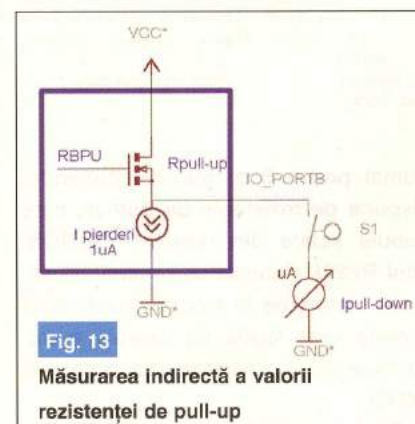 VCC*
RBPU
Rpull-up
I pierderi
1uA
GND*
IO_PORTB
S1
uA
Ipull-down
GND*
Fig. 13
Măsurarea indirectă a valorii
rezistenței de pull-up